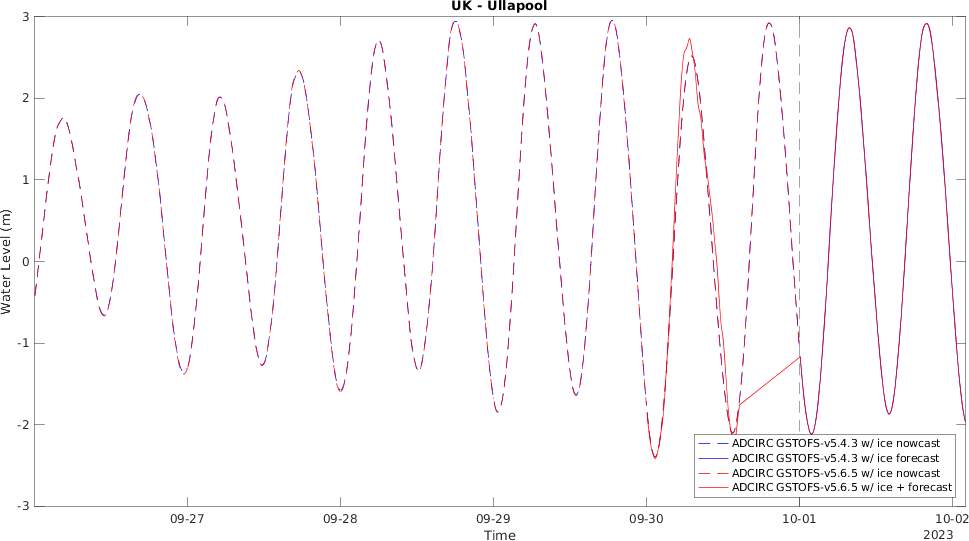 UK - Ullapool
3
2
1
0
-1
-2
-3
Water Level (m)
09-27
09-28
09-29
09-30
10-01
10-02
Time
2023
ADCIRC GSTOFS-v5.4.3 w/ ice nowcast
ADCIRC GSTOFS-v5.4.3 w/ ice forecast
ADCIRC GSTOFS-v5.6.5 w/ ice nowcast
ADCIRC GSTOFS-v5.6.5 w/ ice + forecast